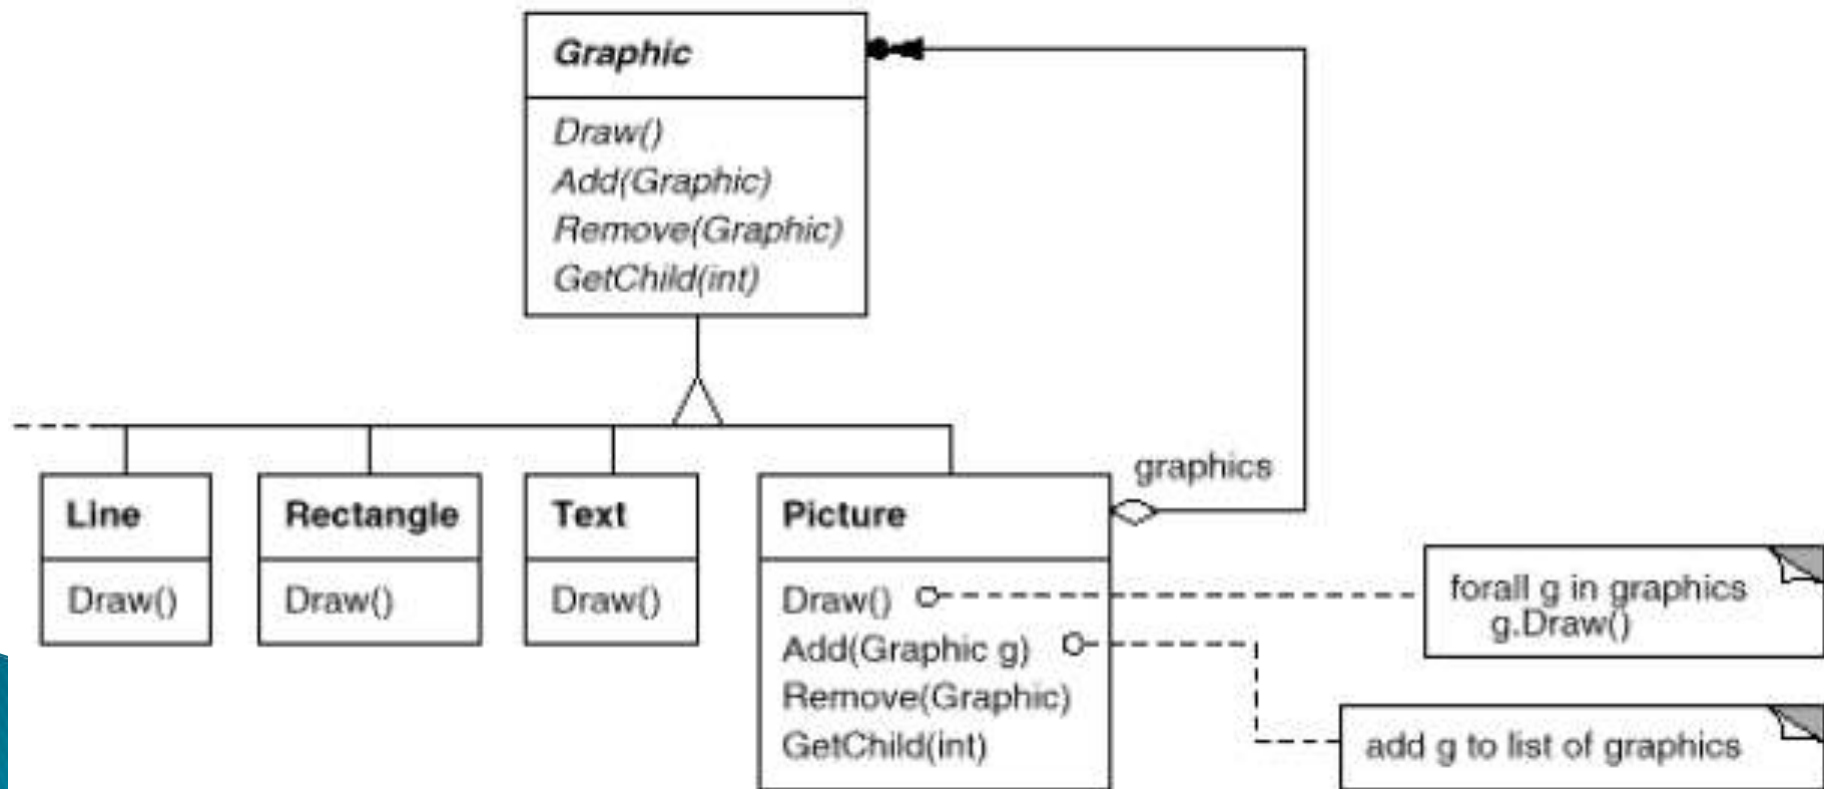 Graphic
Draw()
Add(Graphic)
Remove(Graphic)
GetChild(int)
graphics
Line
Draw()
Rectangle
Draw()
Text
Draw()
Picture
Draw()
Add(Graphic g)
Remove(Graphic)
GetChild(int)
forall g in graphics
g.Draw()
add g to list of graphics